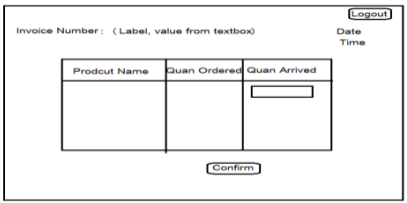 Logout
Invoice Number: (Label, value from textbox) Date
Time
Prodcut Name Quan Ordered Quan Arrived
Confirm